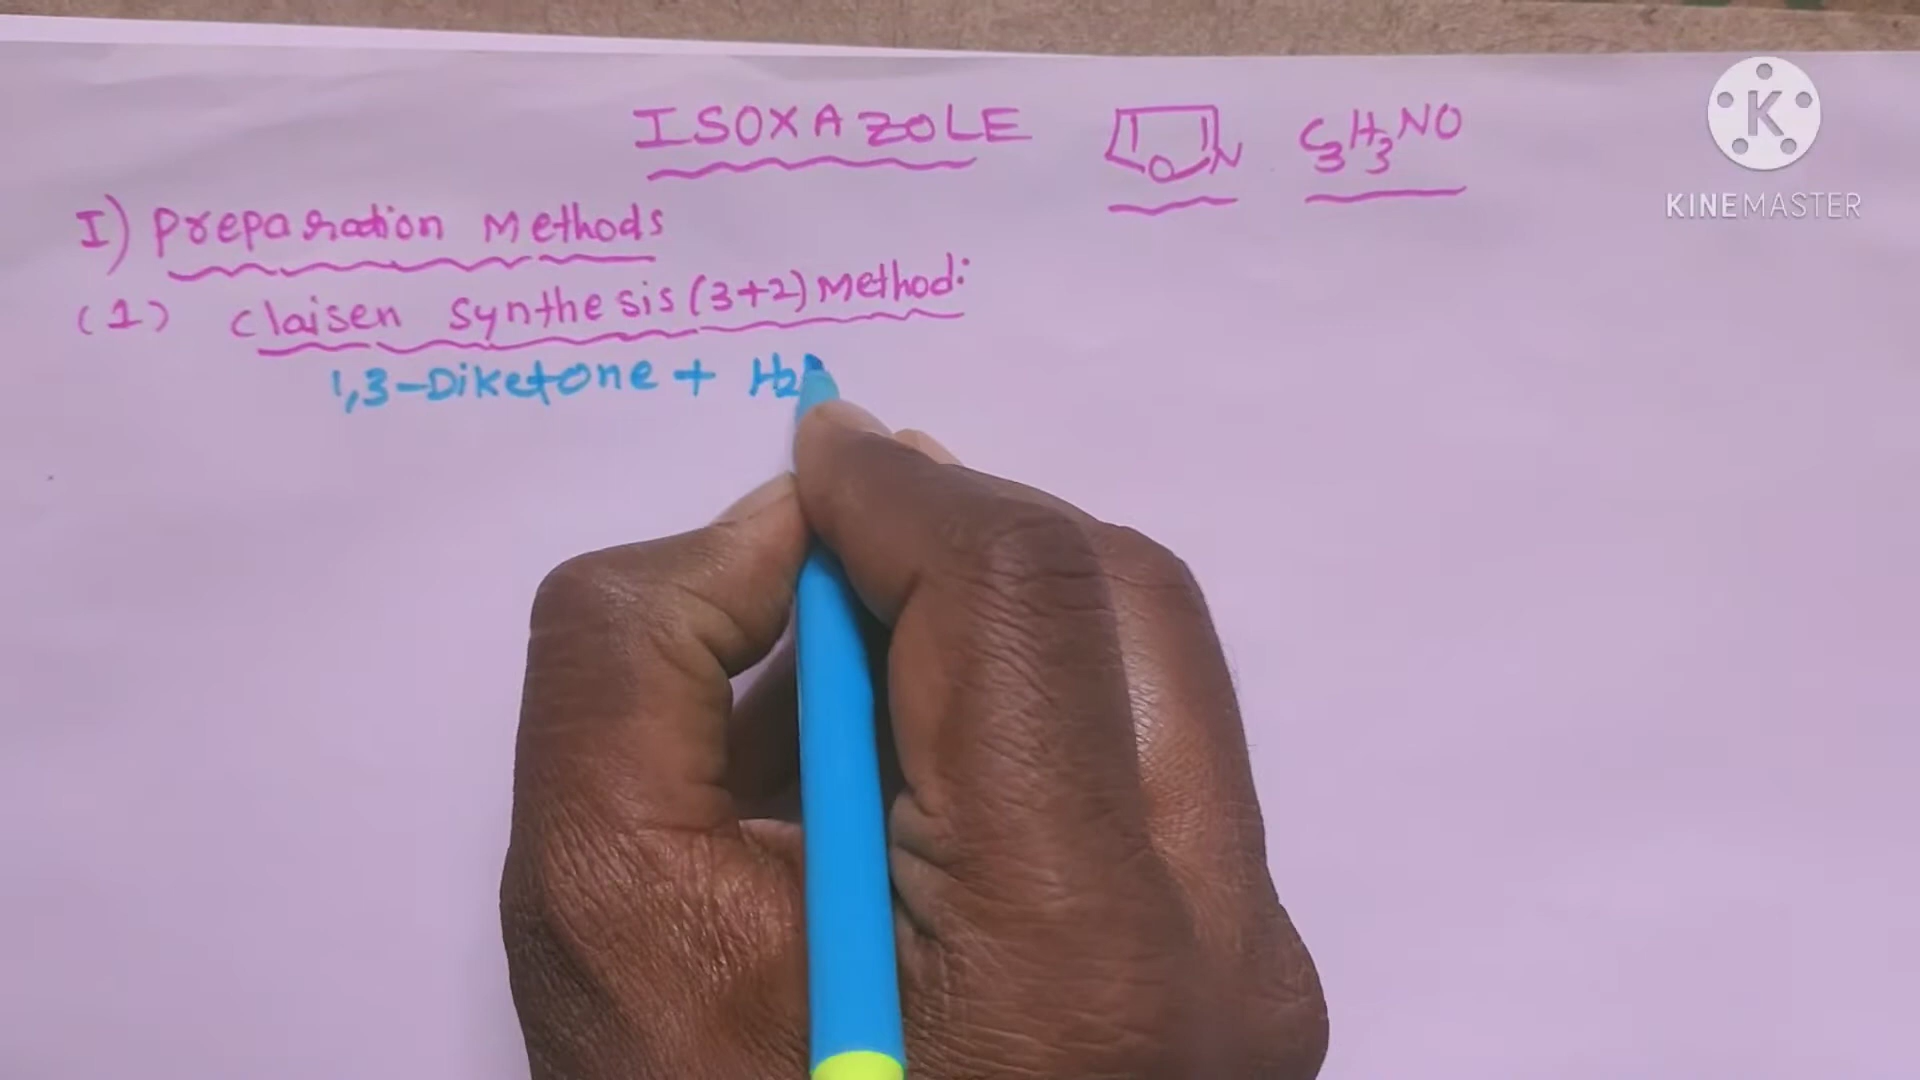 ISOXAZOLE O N C3H3NO
K
KINEMASTER
I) Preparation Methods
(1) Claisen Synthesis (3+2) Method:
1,3-Diketone + H2